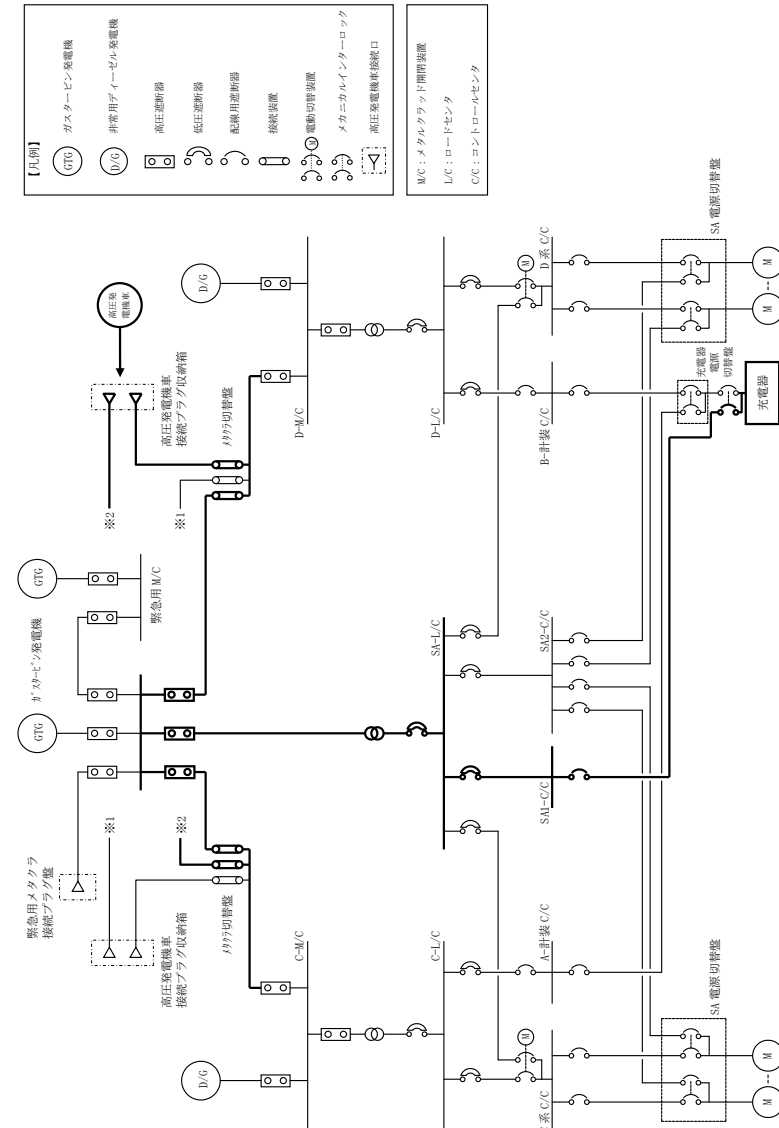 【凡例】
GTG
ガスタービン発電機
D/G
非常用ディーゼル発電機
高圧遮断器
低圧遮断器
配線用遮断器
接続装置
M
電動切替装置
メカニカルインターロック
高圧発電機車接続口
M/C：メタルクラッド開閉装置
L/C：ロードセンタ
C/C：コントロールセンタ
緊急用メタクラ
接続プラグ盤
GTG
ガスタービン発電機
GTG
緊急用 M/C
※1
高圧発電機車
接続プラグ収納箱
※2
ﾒﾀｸﾗ切替盤
高圧発
電機車
高圧発電機車
接続プラグ収納箱
※2
※1
ﾒﾀｸﾗ切替盤
D/G
C-M/C
D/G
D-M/C
C-L/C
SA-L/C
D-L/C
M
M
系 C/C
A-計装 C/C
SA1-C/C
SA2-C/C
B-計装 C/C
D 系 C/C
SA 電源切替盤
M
M
充電器
電源
切替盤
充電器
SA 電源切替盤
M
M